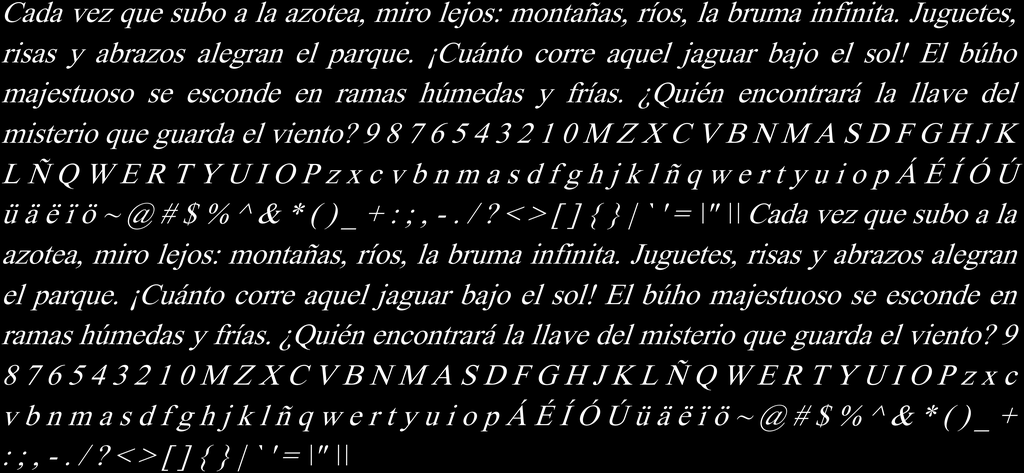 Cada vez que subo a la azotea, miro lejos: montañas, ríos, la bruma infinita. Juguetes,
risas y abrazos alegran el parque. ¡Cuánto corre aquel jaguar bajo el sol! El búho
majestuoso se esconde en ramas húmedas y frías. ¿Quién encontrará la llave del
misterio que guarda el viento? 9 8 7 6 5 4 3 2 1 0 M Z X C V B N M A S D F G H J K
L Ñ Q W E R T Y U I O P z x c v b n m a s d f g h j k l ñ q w e r t y u i o p Á É Í Ó Ú
ü ä ë ï ö ~ @ # $ % ^ & * ( ) _ + : ; , - . / ? < > [ ] { } | ` ' = \" \\ Cada vez que subo a la
azotea, miro lejos: montañas, ríos, la bruma infinita. Juguetes, risas y abrazos alegran
el parque. ¡Cuánto corre aquel jaguar bajo el sol! El búho majestuoso se esconde en
ramas húmedas y frías. ¿Quién encontrará la llave del misterio que guarda el viento? 9
8 7 6 5 4 3 2 1 0 M Z X C V B N M A S D F G H J K L Ñ Q W E R T Y U I O P z x c
v b n m a s d f g h j k l ñ q w e r t y u i o p Á É Í Ó Ú ü ä ë ï ö ~ @ # $ % ^ & * ( ) _ +
: ; , - . / ? < > [ ] { } | ` ' = \" \\